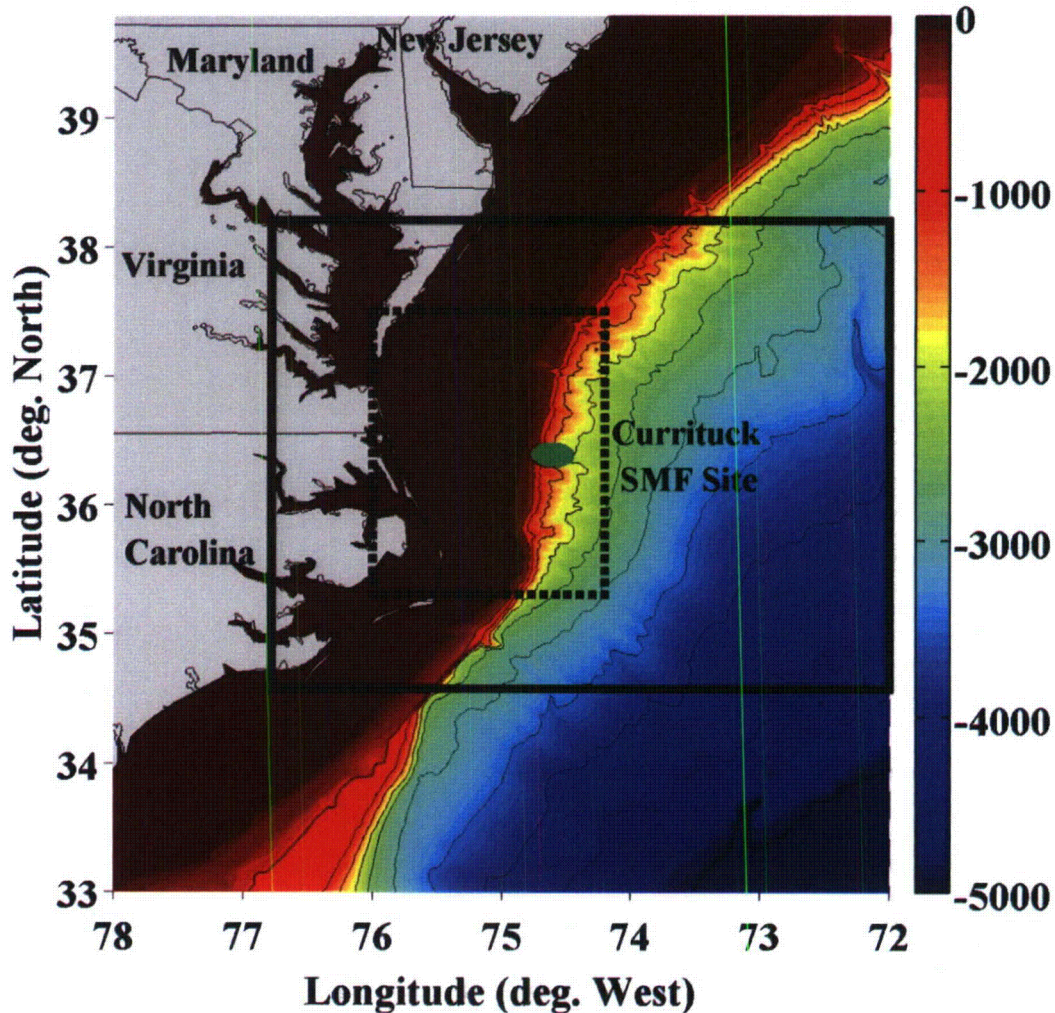 New Jersey
Maryland
Virginia
North
Carolina
Currituck
SMF Site
Latitude (deg. North)
39
38
37
36
35
34
33
78
77
76
75
74
73
72
Longitude (deg. West)
0
-1000
-2000
-3000
-4000
-5000